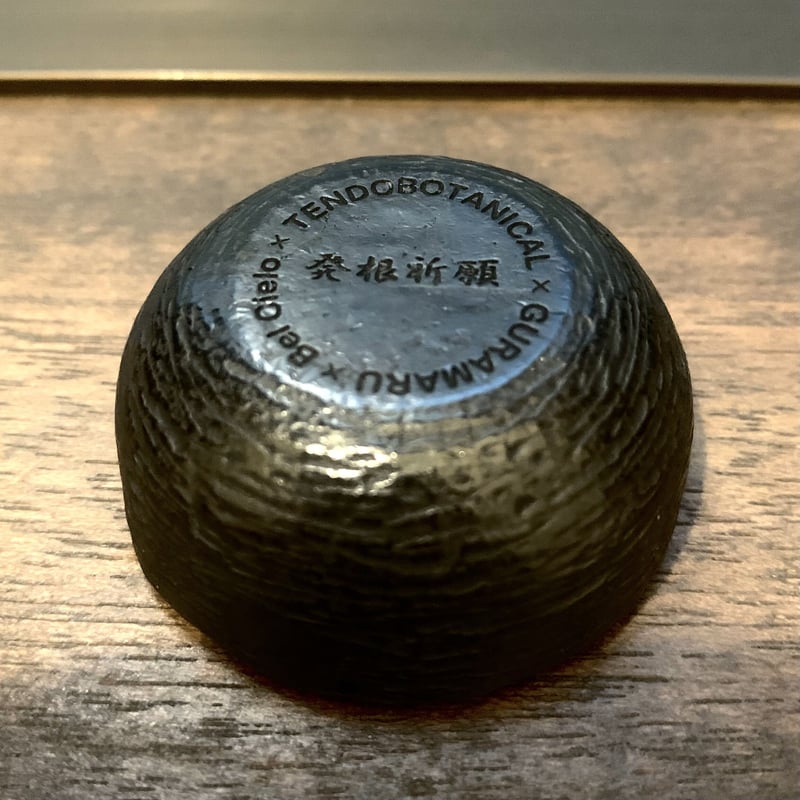 TENDOBOTANICAL × GURAMARU × Bel Cielo ×
発根祈願